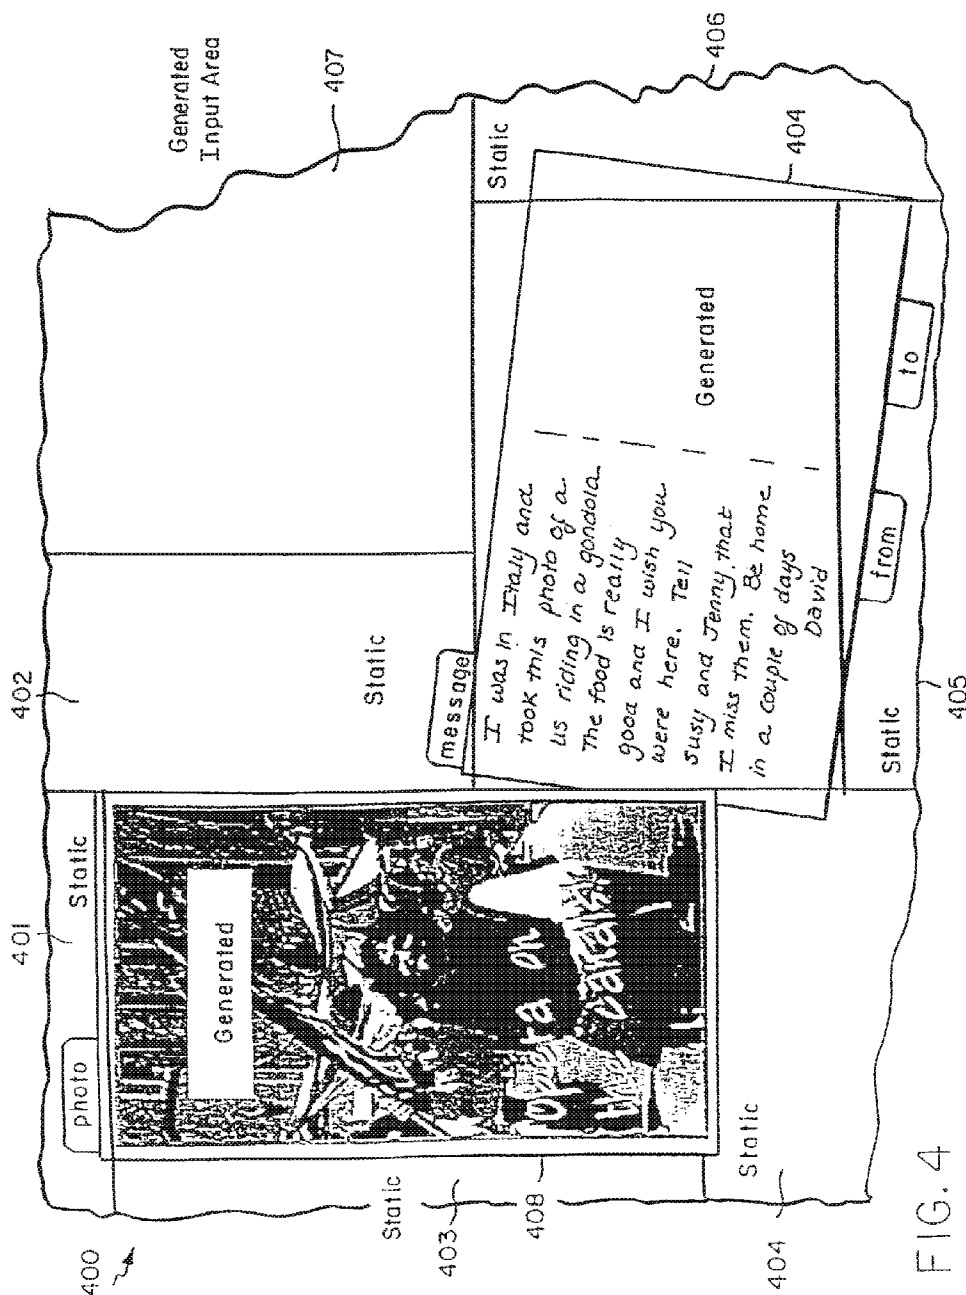 401
402
photo
Static
400
Generated
Input Area
Generated
407
Static
Static
403
message
Static
408
I was in Italy and
took this photo of a
us riding in a gondola
The food is really
good and I wish you
were here. Tell
susy and Jenny that
I miss them. Be home
in a couple of days
David
Generated
406
Static
404
404
Static
from
to
405
FIG. 4